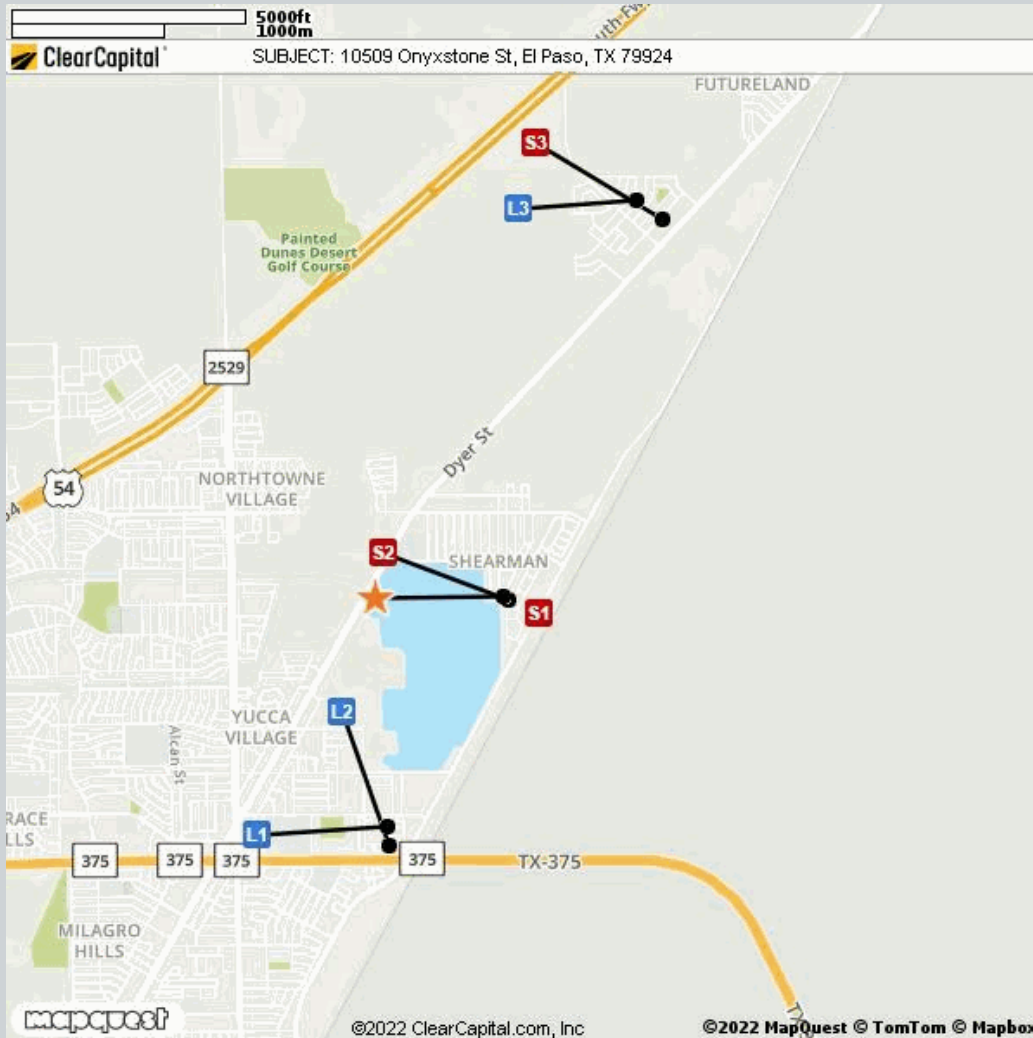 5000ft
1000m
ClearCapital
SUBJECT: 10509 Onyxstone St, El Paso, TX 79924
FUTURELAND
S3
L3
Painted
Dunes Desert
Golf Course
2529
Dyer St
54
NORTHTOWNE
VILLAGE
S2
SHEARMAN
S1
L2
YUCCA
VILLAGE
Alcan St
L1
375
375
375
375
TX-375
MILAGRO
HILLS
mapquest
©2022 ClearCapital.com, Inc
©2022 MapQuest © TomTom © Mapbox